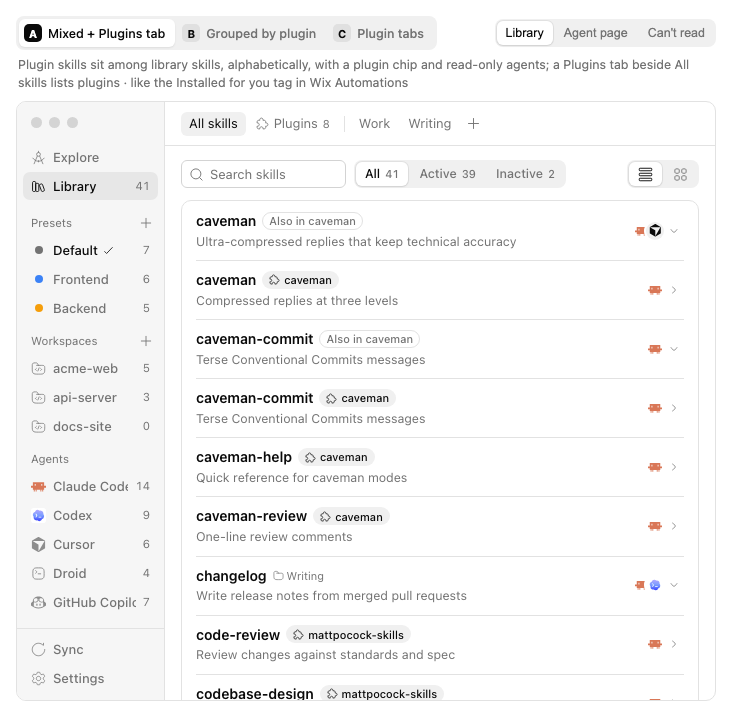 A Mixed + Plugins tab B Grouped by plugin C Plugin tabs Library Agent page Can't read
Plugin skills sit among library skills, alphabetically, with a plugin chip and read-only agents; a Plugins tab beside All
skills lists plugins · like the Installed for you tag in Wix Automations
All skills Plugins 8 Work Writing
Explore
Library 41
Search skills All 41 Active 39 Inactive 2
Presets
Default 7
Frontend 6
Backend 5
Workspaces
acme-web 5
api-server 3
docs-site 0
Agents
Claude Code 14
Codex 9
Cursor 6
Droid 4
GitHub Copilo 7
Sync
Settings
caveman Also in caveman
Ultra-compressed replies that keep technical accuracy
caveman caveman
Compressed replies at three levels
caveman-commit Also in caveman
Terse Conventional Commits messages
caveman-commit caveman
Terse Conventional Commits messages
caveman-help caveman
Quick reference for caveman modes
caveman-review caveman
One-line review comments
changelog Writing
Write release notes from merged pull requests
code-review mattpocock-skills
Review changes against standards and spec
codebase-design mattpocock-skills